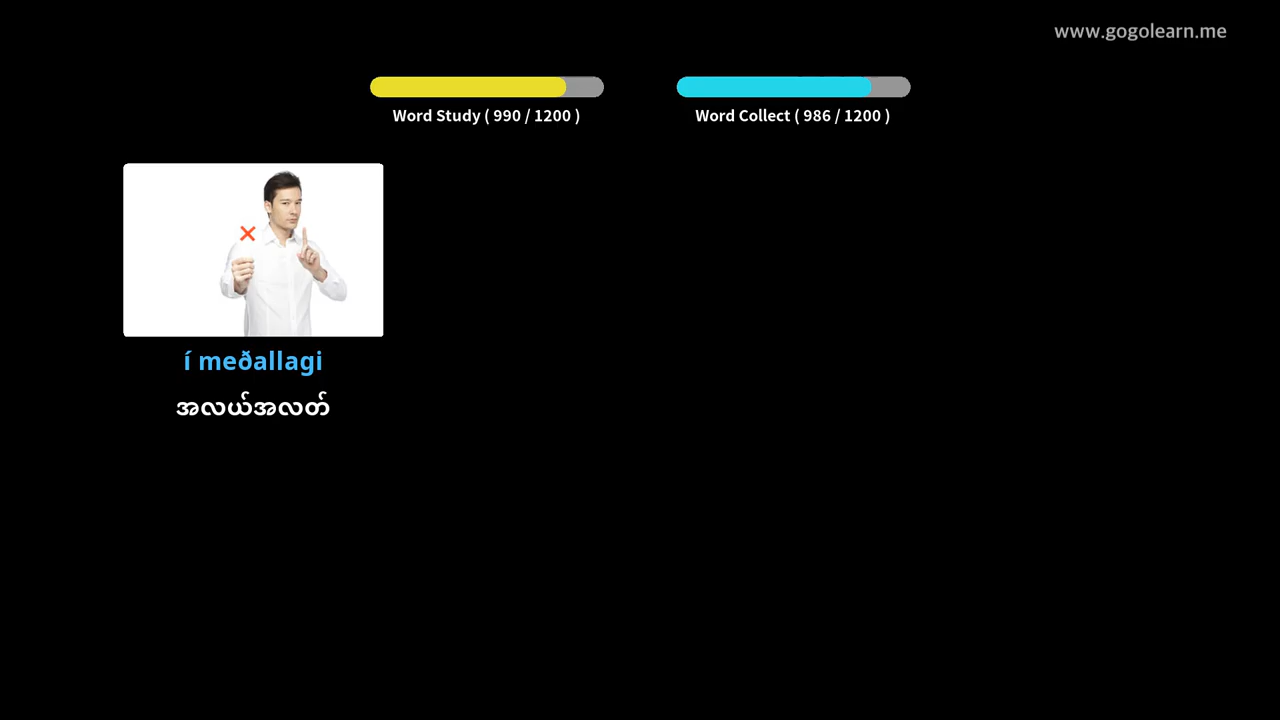 www.gogolearn.me
Word Study ( 990 / 1200 )
Word Collect ( 986 / 1200 )
í meðallagi
အလယ်အလတ်